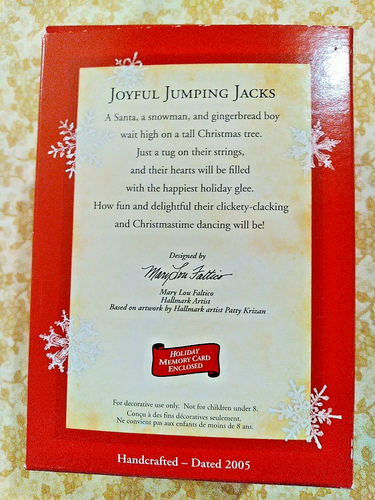 JOYFUL JUMPING JACKS
A Santa, a snowman, and gingerbread boy
wait high on a tall Christmas tree.
Just a tug on their strings,
and their hearts will be filled
with the happiest holiday glee.
How fun and delightful their clickety-clacking
and Christmastime dancing will be!
Designed by
Mary Lou Faltico
Mary Lou Faltico
Hallmark Artist
Based on artwork by Hallmark artist Patty Krizan
HOLIDAY
MEMORY CARD
ENCLOSED
For decorative use only. Not for children under 8.
Conçu à des fins décoratives seulement.
Ne convient pas aux enfants de moins de 8 ans.
Handcrafted – Dated 2005